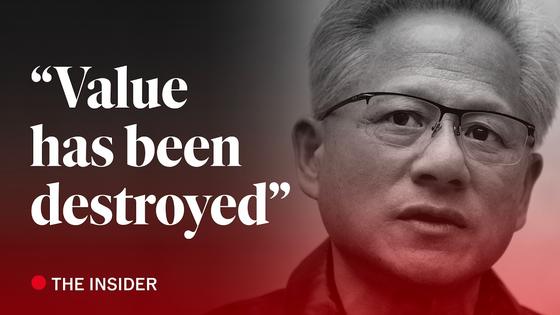 “Value
has been
destroyed”
THE INSIDER